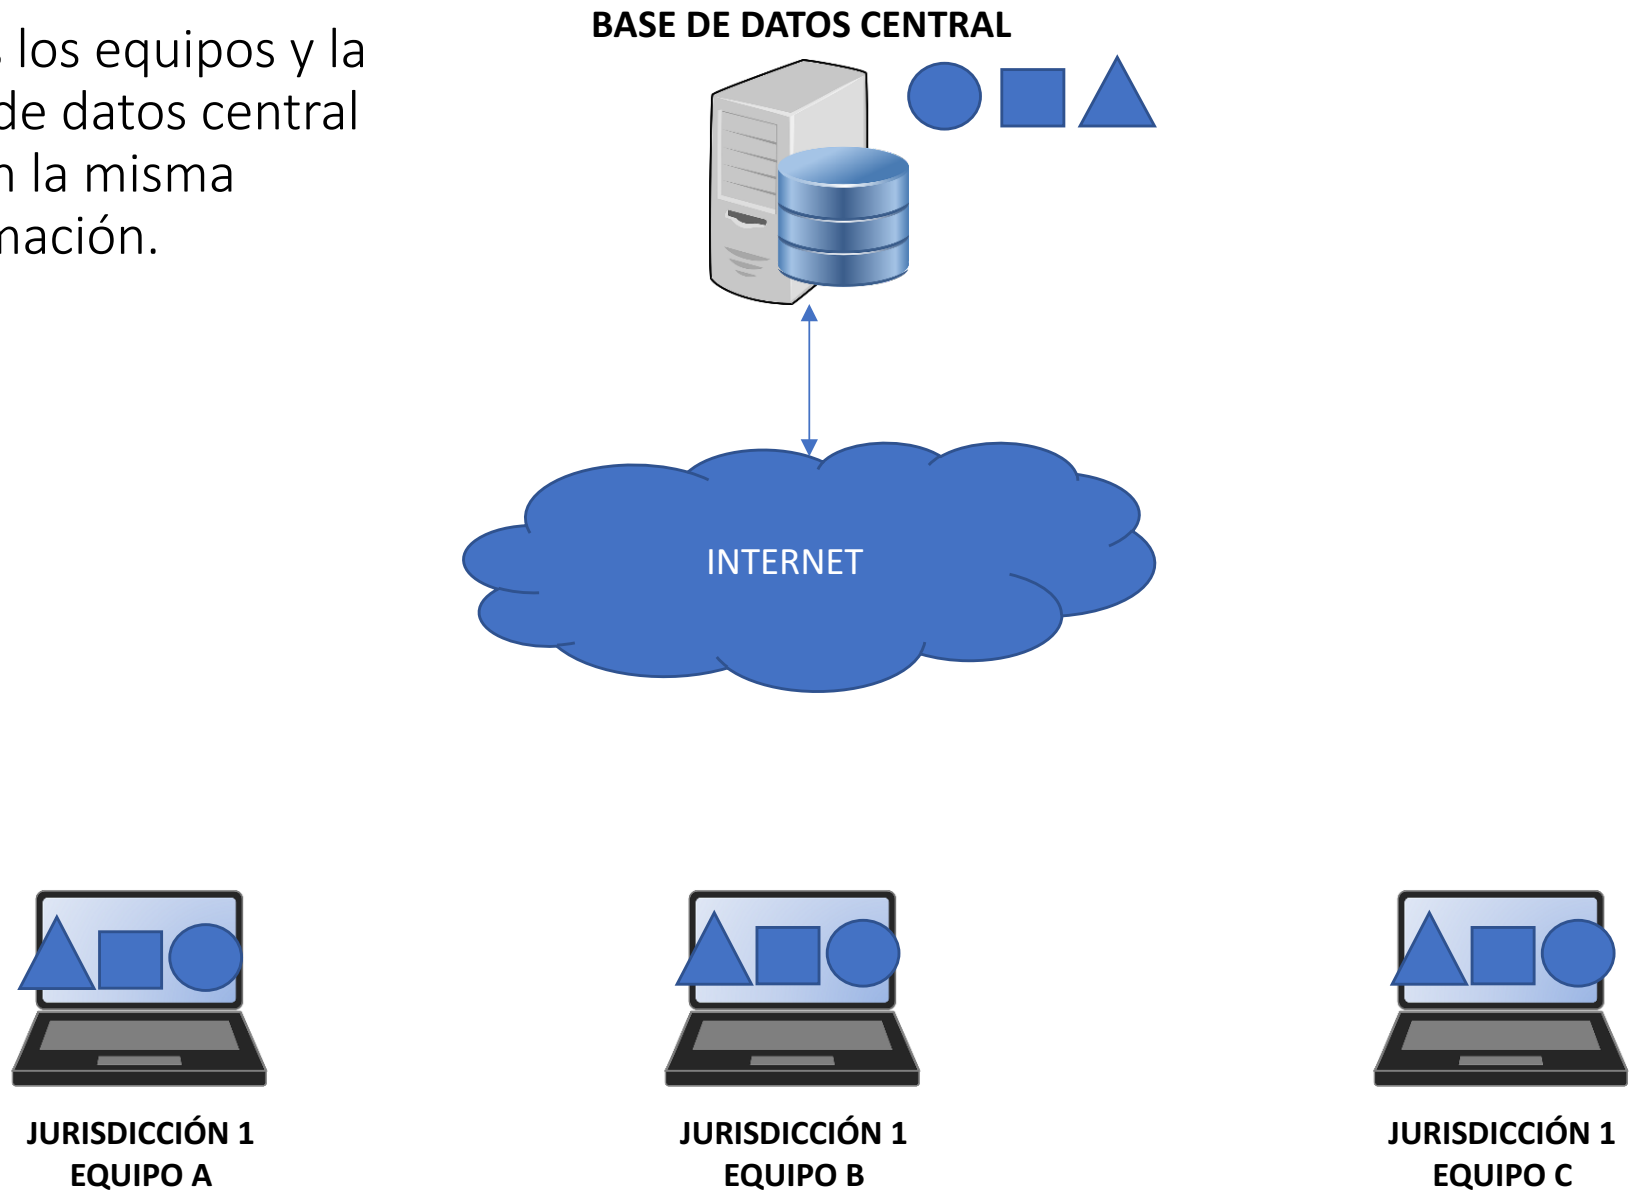 los equipos y la
de datos central
la misma
BASE DE DATOS CENTRAL
INTERNET
JURISDICCIÓN 1
EQUIPO A
JURISDICCIÓN 1
EQUIPO B
JURISDICCIÓN 1
EQUIPO C